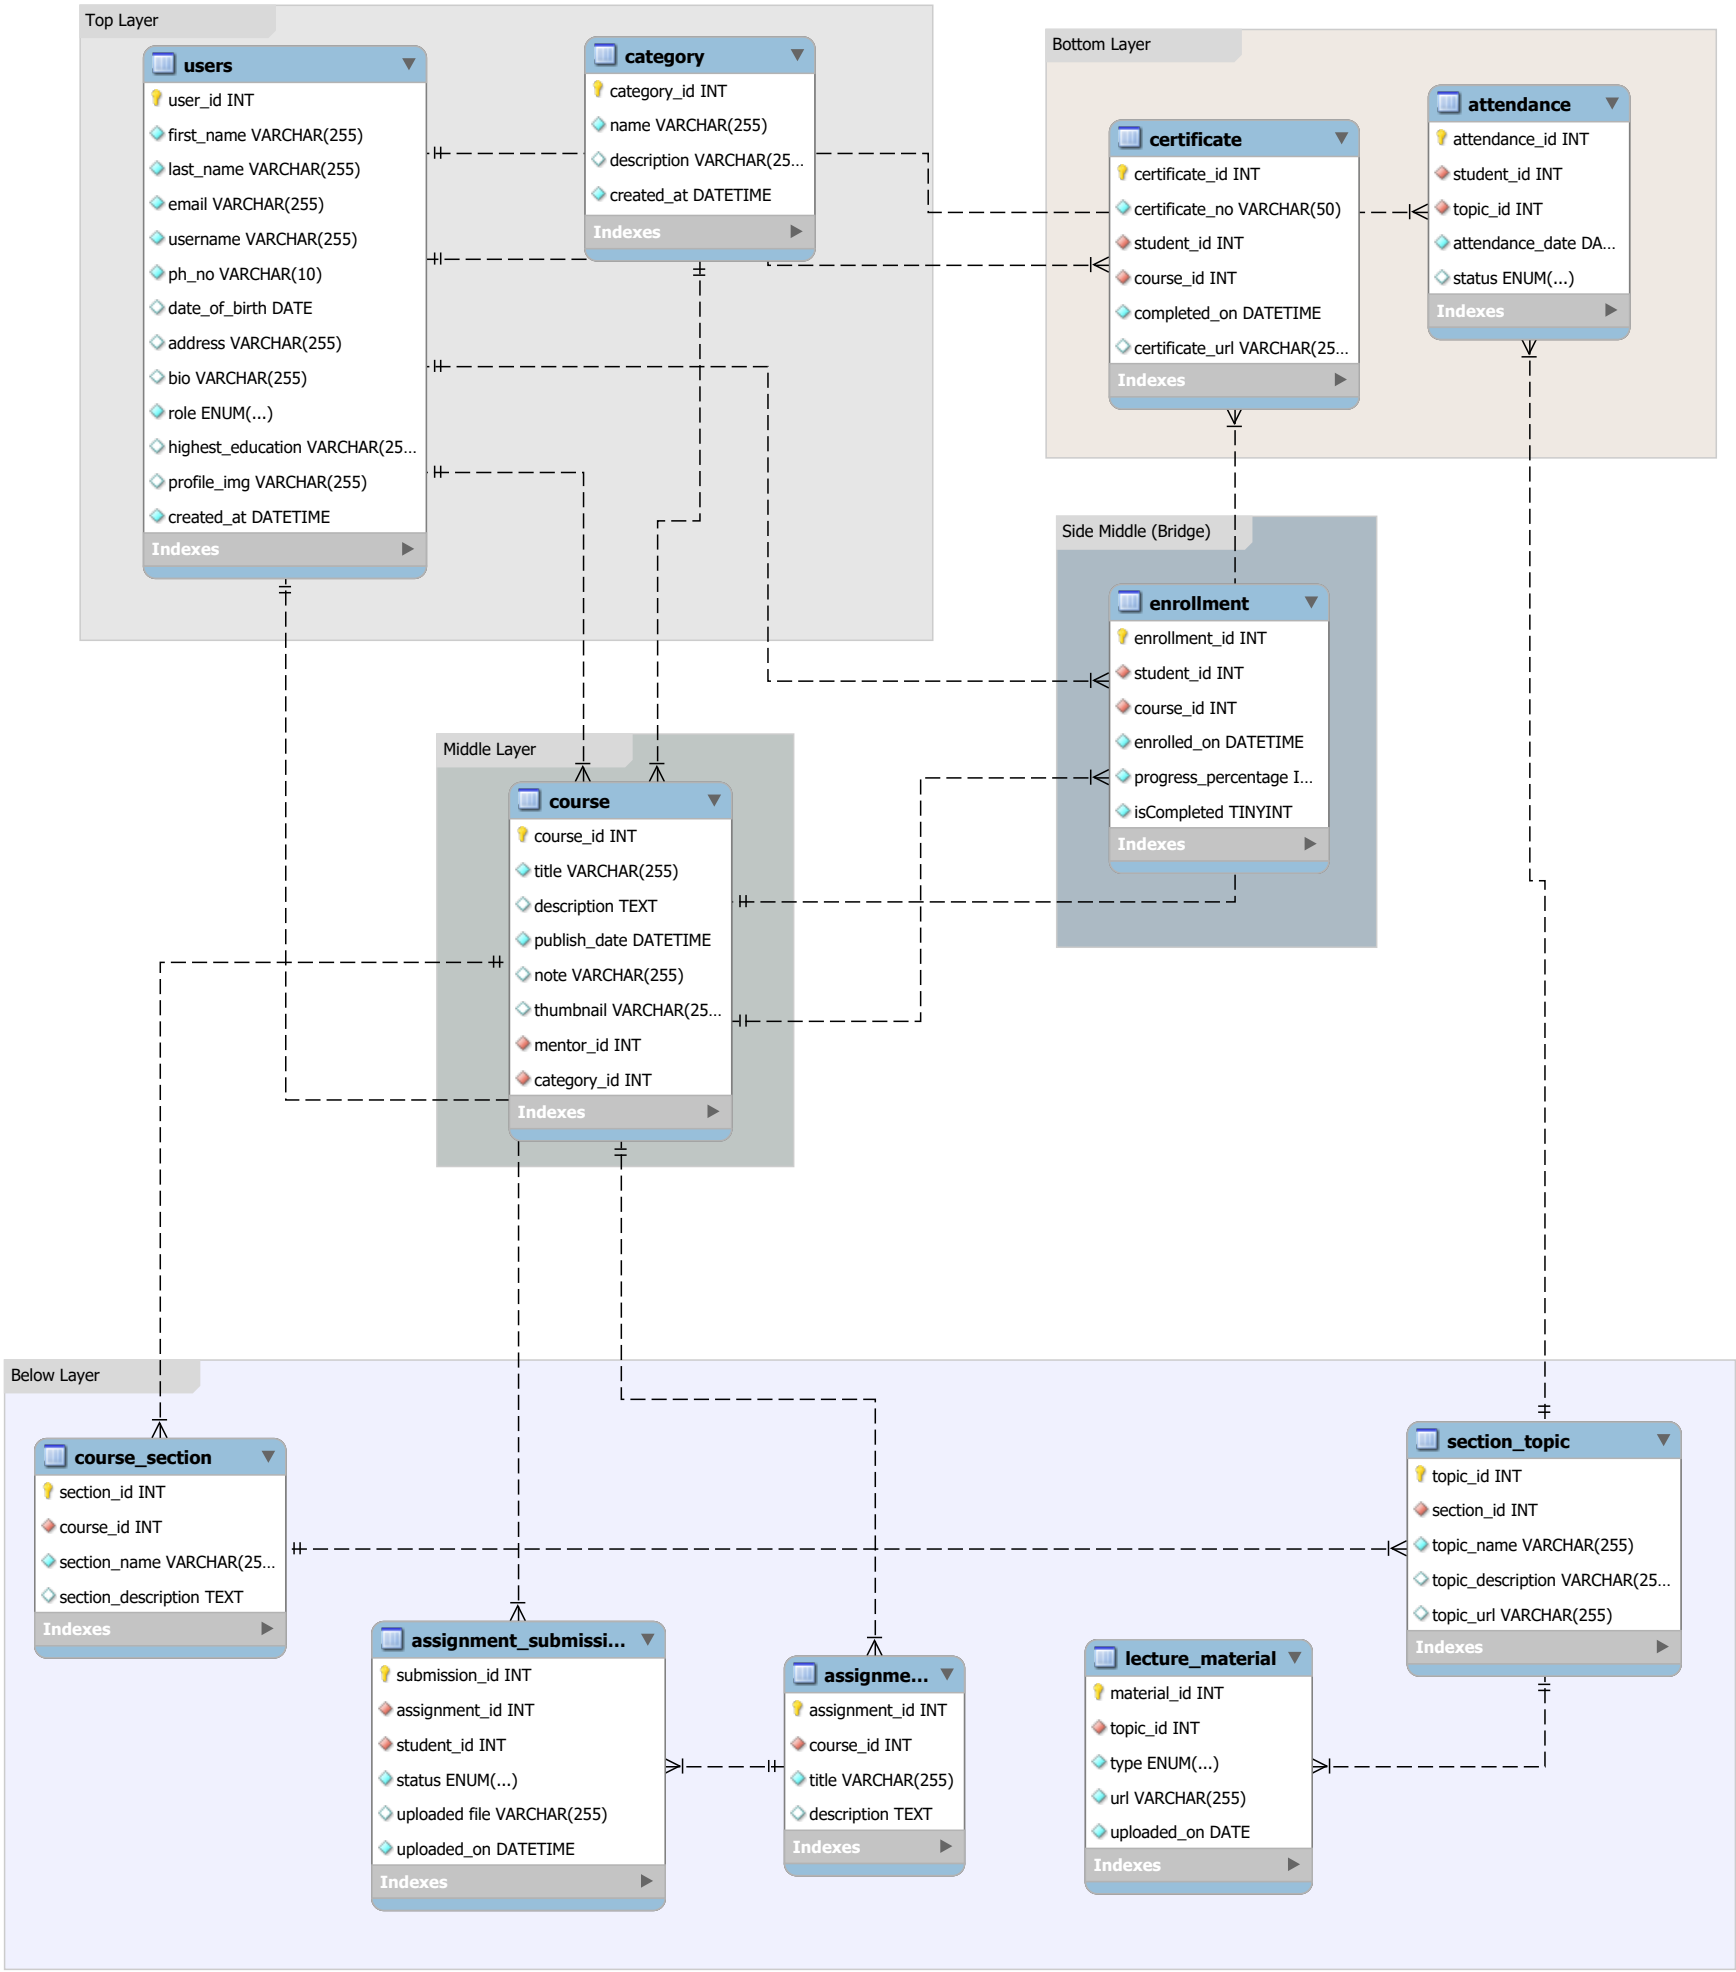 Top Layer
users
user_id INT
first_name VARCHAR(255)
last_name VARCHAR(255)
email VARCHAR(255)
username VARCHAR(255)
ph_no VARCHAR(10)
date_of_birth DATE
address VARCHAR(255)
bio VARCHAR(255)
role ENUM(...)
highest_education VARCHAR(25...
profile_img VARCHAR(255)
created_at DATETIME
Indexes
category
category_id INT
name VARCHAR(255)
description VARCHAR(25...
created_at DATETIME
Indexes
Bottom Layer
certificate
certificate_id INT
certificate_no VARCHAR(50)
student_id INT
course_id INT
completed_on DATETIME
certificate_url VARCHAR(25...
Indexes
attendance
attendance_id INT
student_id INT
topic_id INT
attendance_date DA...
status ENUM(...)
Indexes
Side Middle (Bridge)
enrollment
enrollment_id INT
student_id INT
course_id INT
enrolled_on DATETIME
progress_percentage I...
isCompleted TINYINT
Indexes
Middle Layer
course
course_id INT
title VARCHAR(255)
description TEXT
publish_date DATETIME
note VARCHAR(255)
thumbnail VARCHAR(25...
mentor_id INT
category_id INT
Indexes
Below Layer
course_section
section_id INT
course_id INT
section_name VARCHAR(25...
section_description TEXT
Indexes
assignment_submissi...
submission_id INT
assignment_id INT
student_id INT
status ENUM(...)
uploaded file VARCHAR(255)
uploaded_on DATETIME
Indexes
assignme...
assignment_id INT
course_id INT
title VARCHAR(255)
description TEXT
Indexes
lecture_material
material_id INT
topic_id INT
type ENUM(...)
url VARCHAR(255)
uploaded_on DATE
Indexes
section_topic
topic_id INT
section_id INT
topic_name VARCHAR(255)
topic_description VARCHAR(25...
topic_url VARCHAR(255)
Indexes